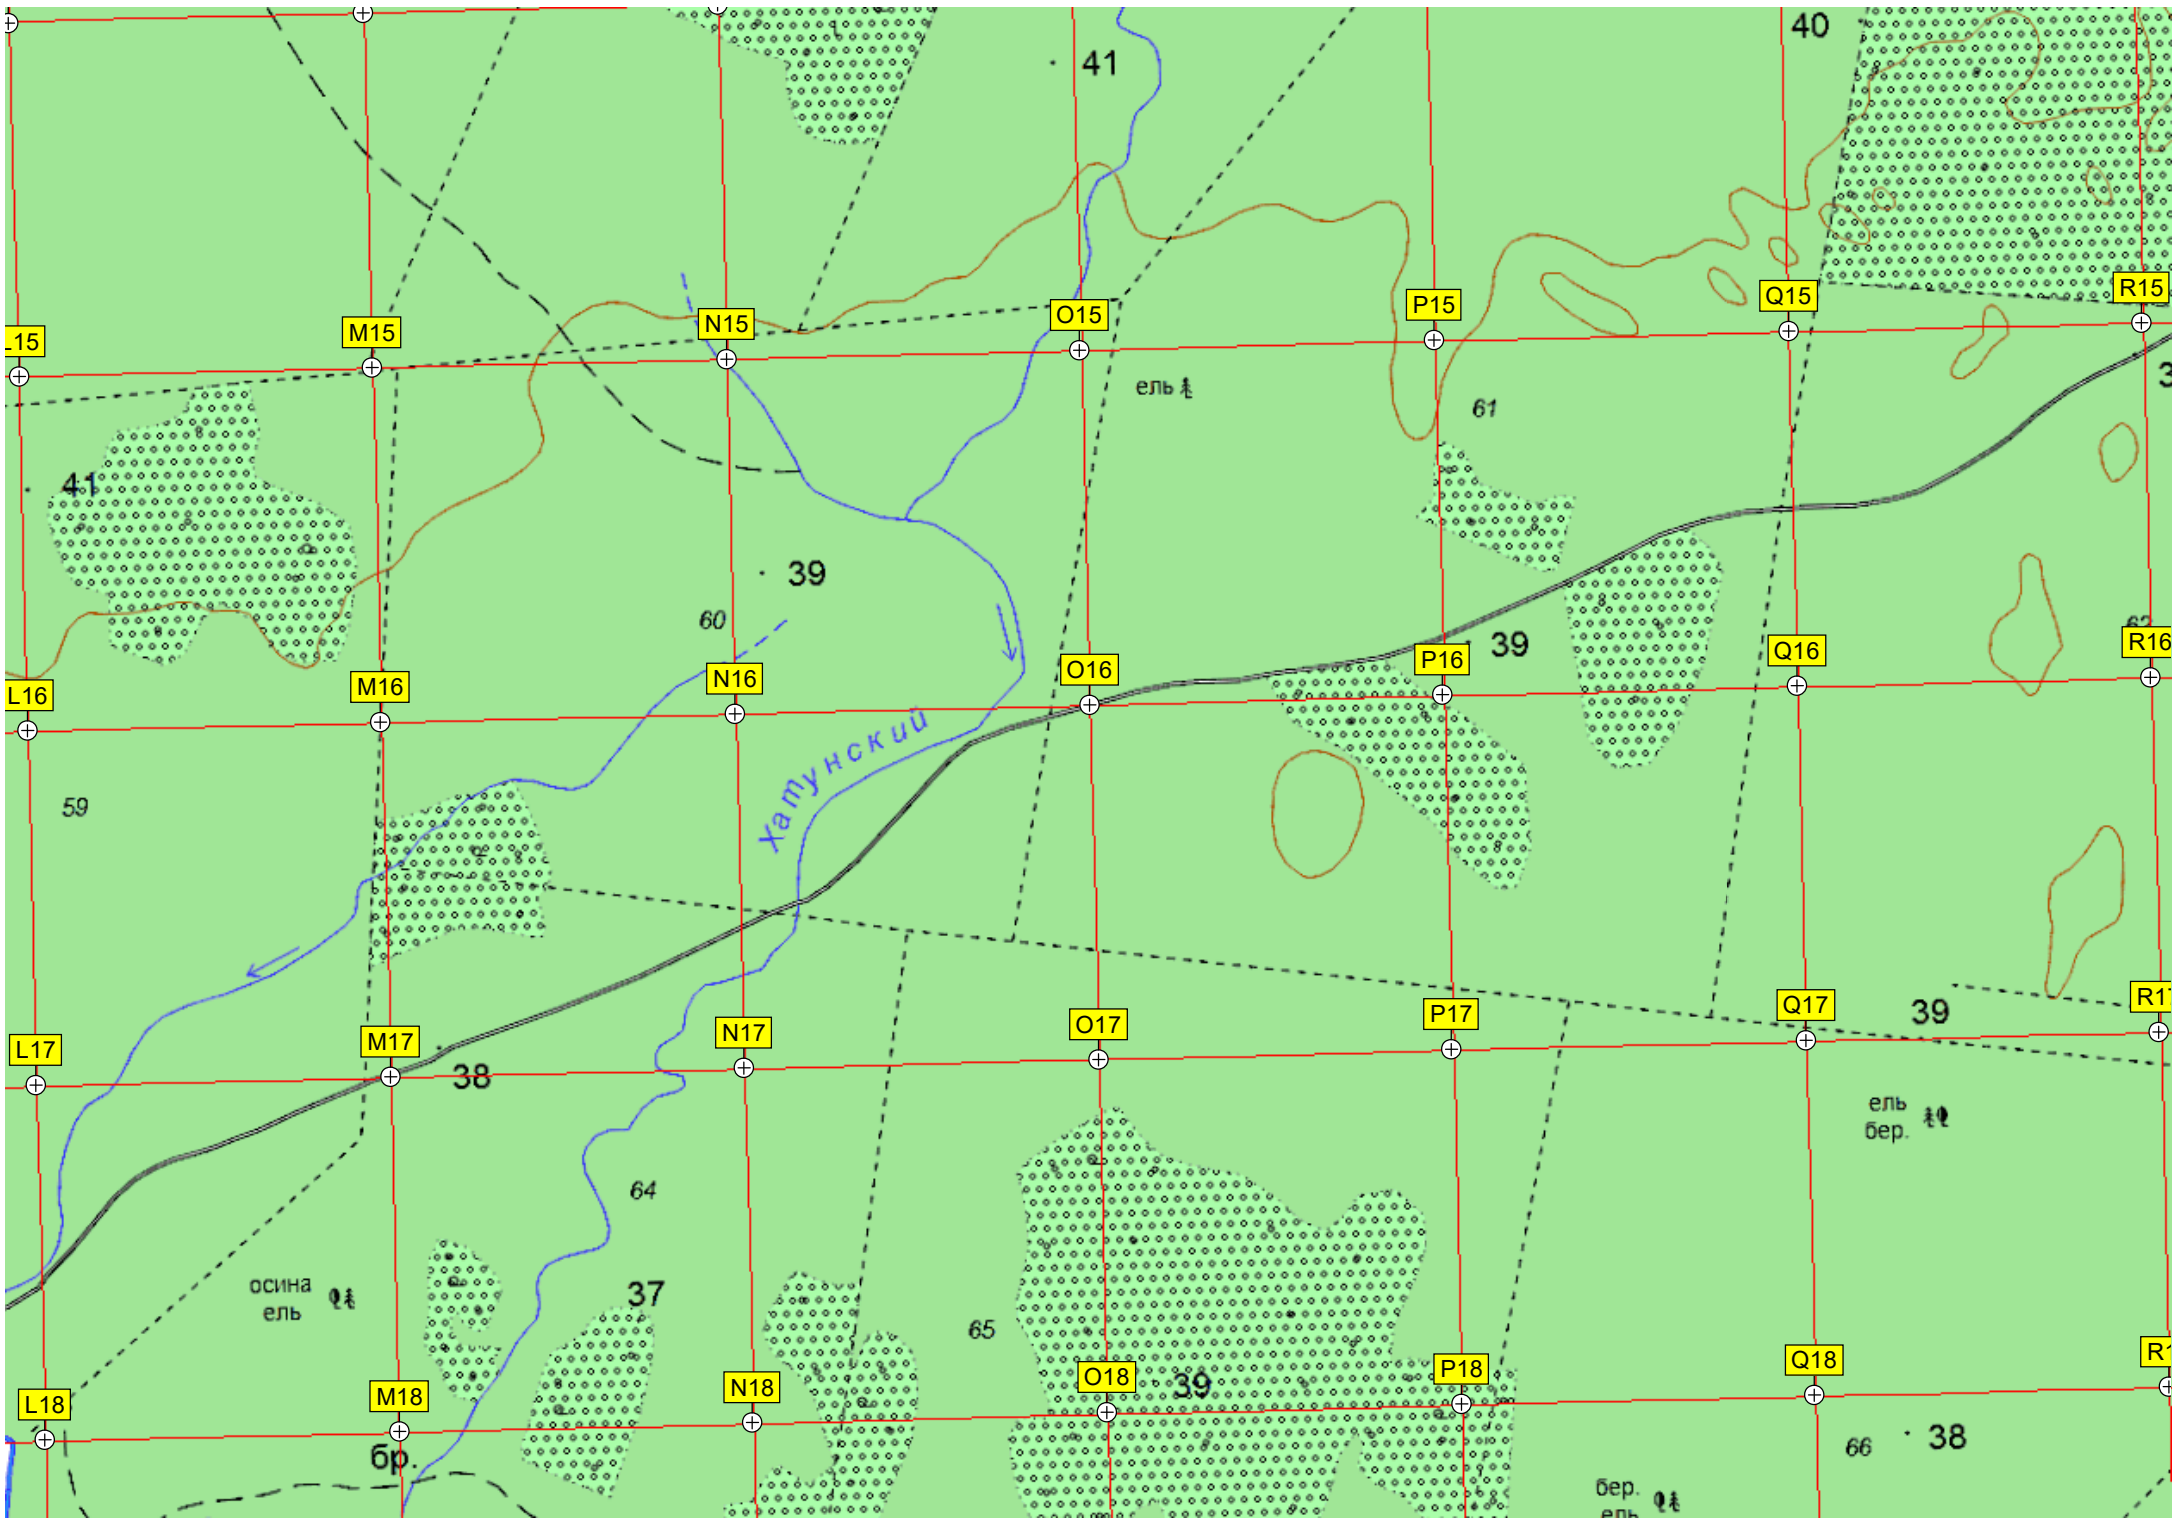 40
41
L15
M15
N15
O15
P15
Q15
R15
ель
61
41
39
60
39
L16
M16
N16
O16
P16
Q16
R16
Хатунский
59
L17
M17
N17
O17
P17
Q17
39
38
ель
бер.
64
осина
ель
37
65
L18
M18
N18
O18
39
P18
Q18
бр.
66
38
бер.
ель